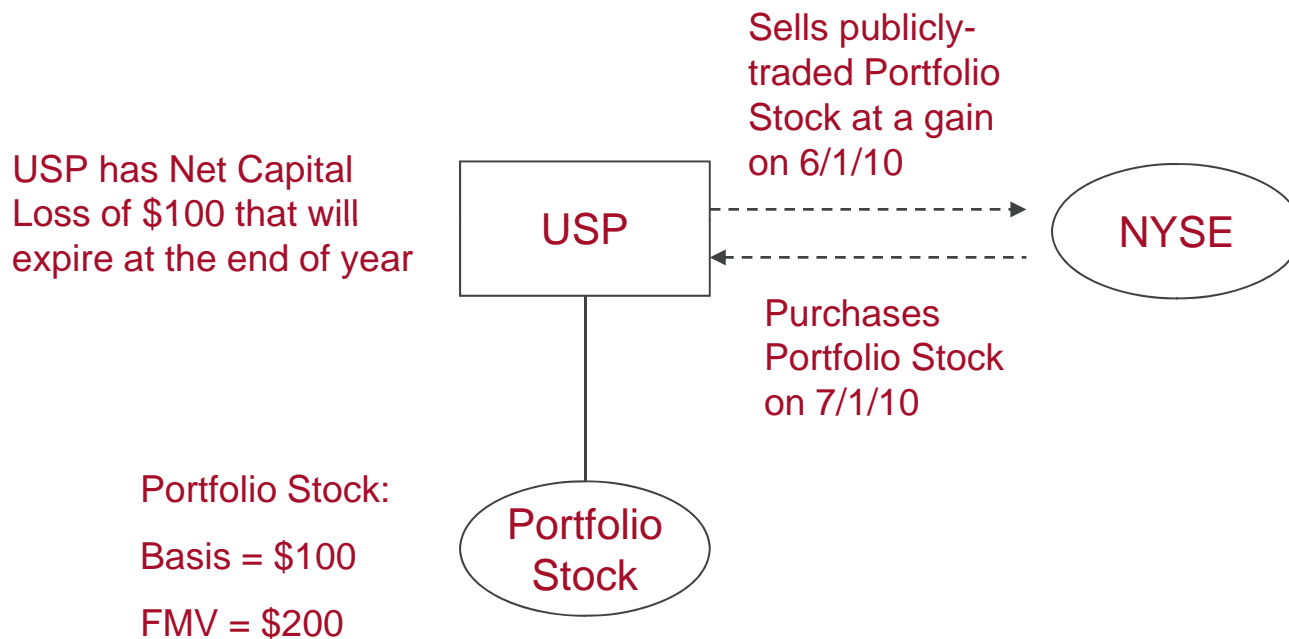 Sells publicly-
traded Portfolio
Stock at a gain
on 6/1/10
USP has Net Capital
Loss of $100 that will
expire at the end of year
USP
NYSE
Purchases
Portfolio Stock
on 7/1/10
Portfolio Stock:
Basis = $100
FMV = $200
Portfolio
Stock